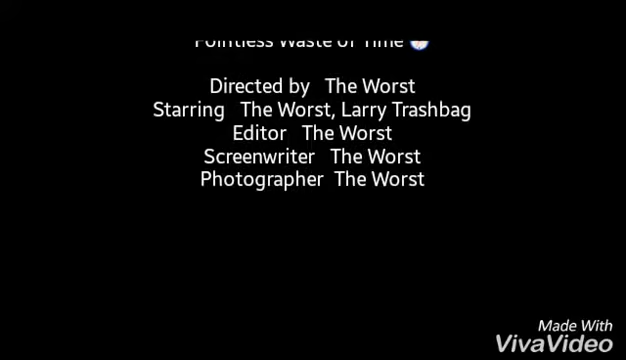 Pointless Waste of Time
Directed by The Worst
Starring The Worst, Larry Trashbag
Editor The Worst
Screenwriter The Worst
Photographer The Worst
Made With
VivaVideo